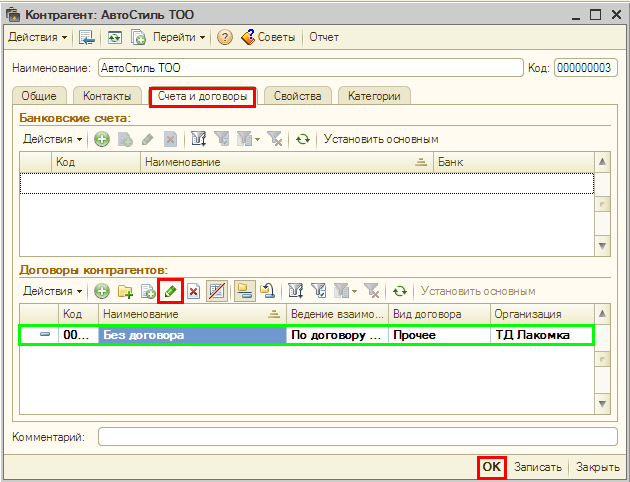 Контрагент: АвтоСтиль ТОО
Действия Перейти ? Советы Отчет
Наименование: АвтоСтиль ТОО Код: 000000003
Общие Контакты Счета и договоры Свойства Категории
Банковские счета:
Действия Установить основным
Код Наименование Банк
Договоры контрагентов:
Действия Установить основным
Код Наименование Ведение взаимо... Вид договора Организация
00... Без договора По договору ... Прочее ТД Лакомка
Комментарий:
OK Записать Закрыть